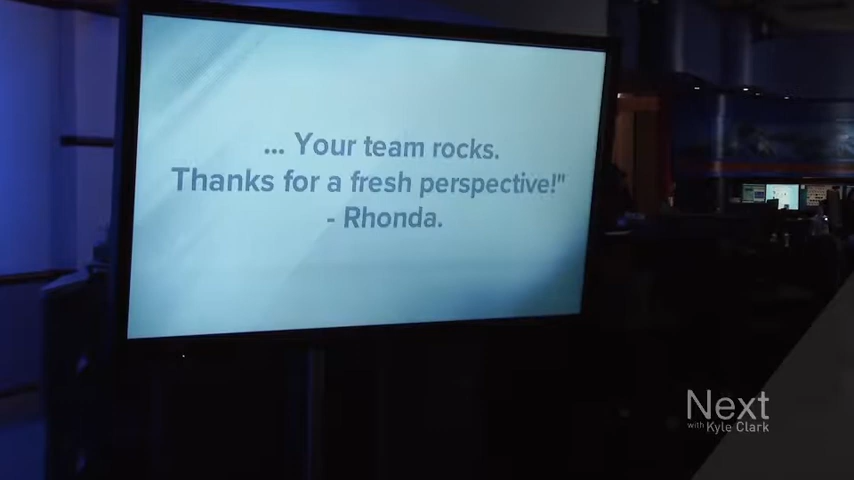 ... Your team rocks.
Thanks for a fresh perspective!"
- Rhonda.
Next
with Kyle Clark